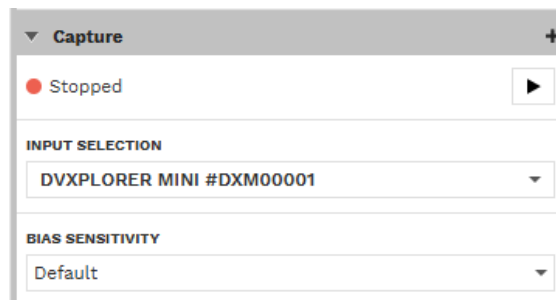 Capture
Stopped
INPUT SELECTION
DVXPLORER MINI #DXM00001
BIAS SENSITIVITY
Default